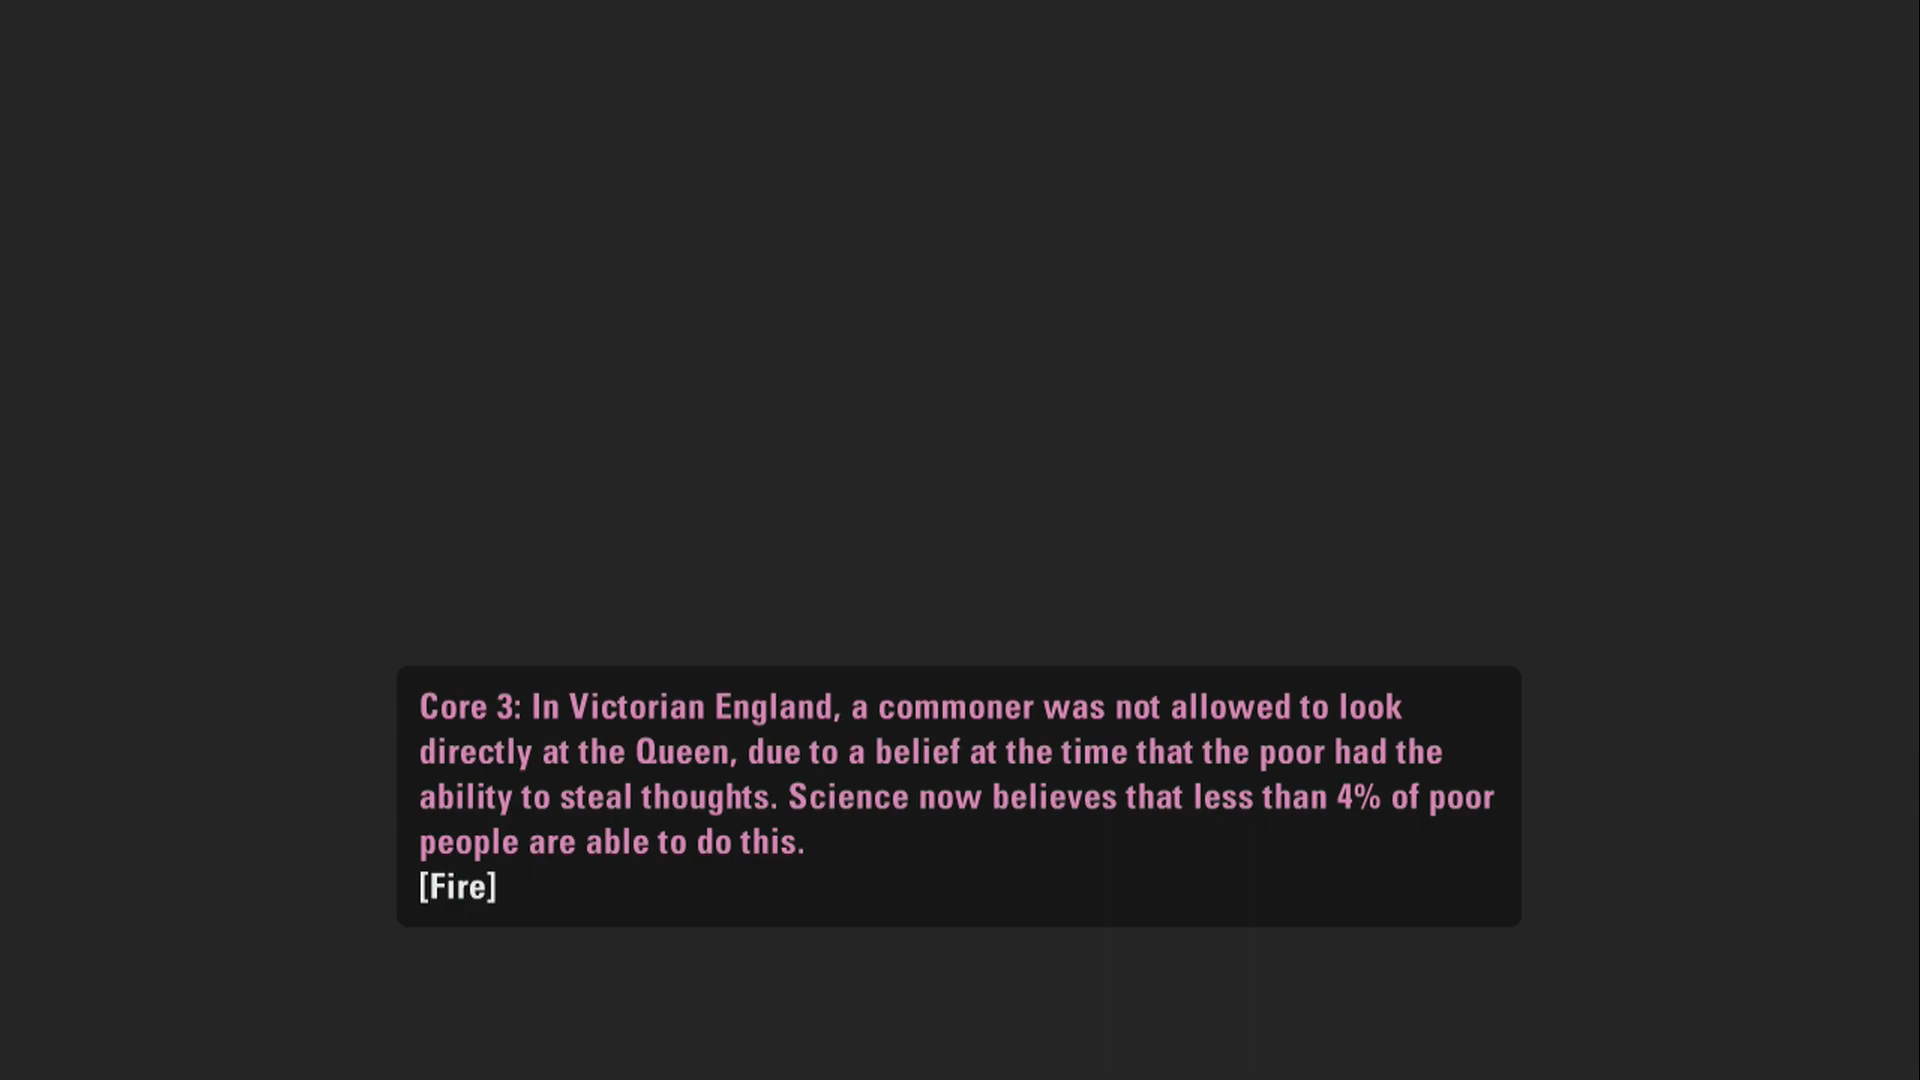 Core 3: In Victorian England, a commoner was not allowed to look
directly at the Queen, due to a belief at the time that the poor had the
ability to steal thoughts. Science now believes that less than 4% of poor
people are able to do this.
[Fire]